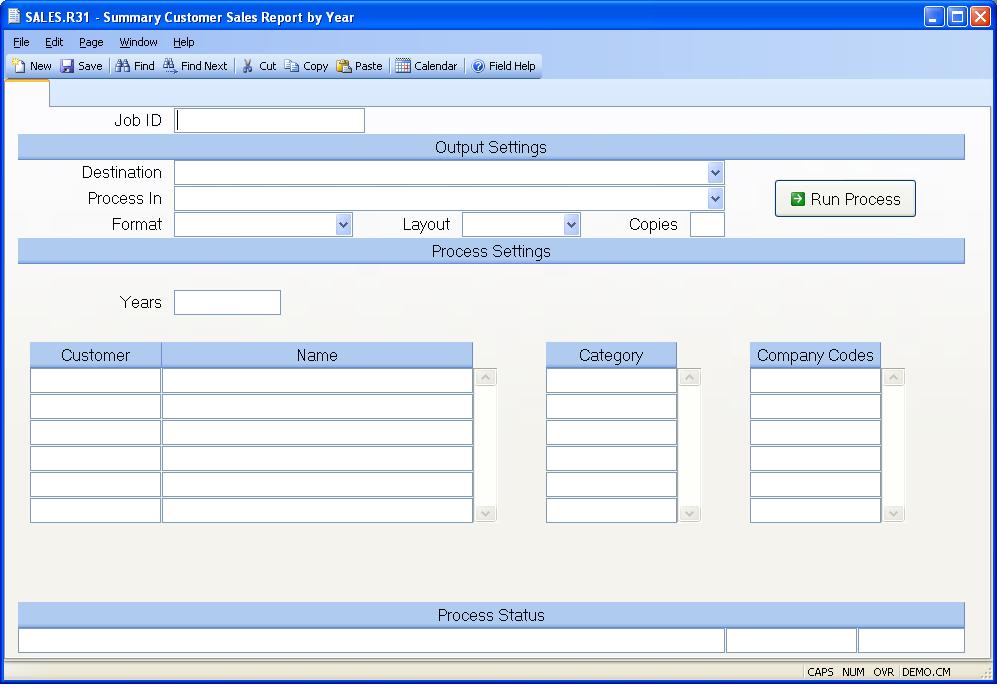 SALES.R31 - Summary Customer Sales Report by Year
File Edit Page Window Help
New Save Find Find Next Cut Copy Paste Calendar Field Help
Job ID
Output Settings
Destination
Process In
Run Process
Format Layout Copies
Process Settings
Years
Customer Name Category Company Codes
Process Status
CAPS NUM OVR DEMO.CM